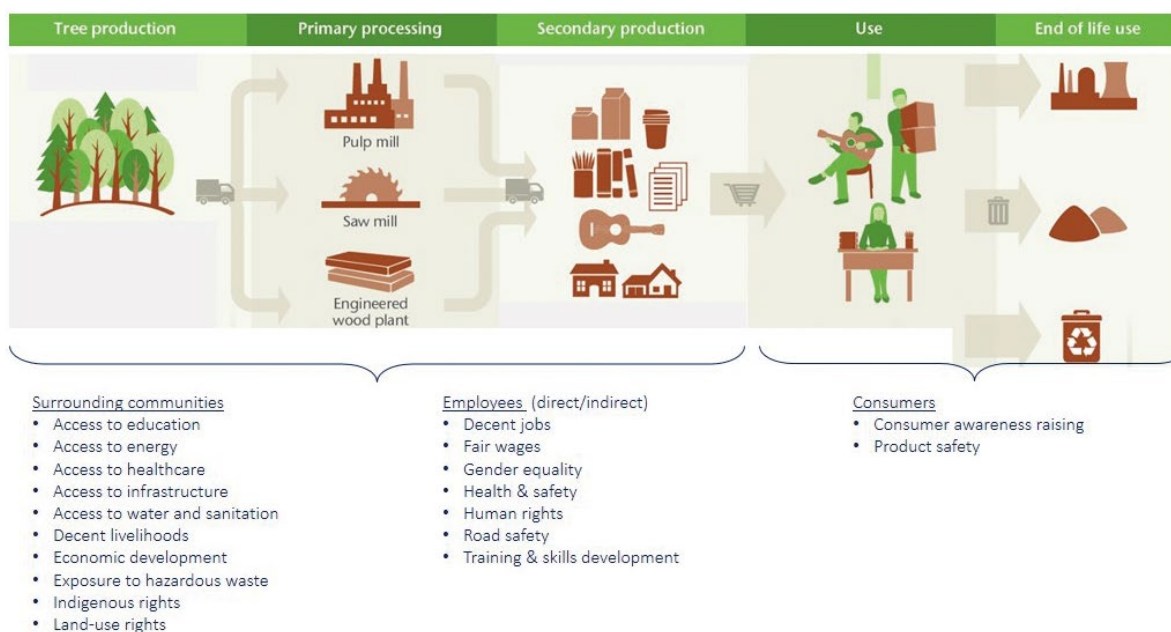 Tree production
Primary processing
Secondary production
Use
End of life use
Pulp mill
Saw mill
Engineered
wood plant
Surrounding communities
• Access to education
• Access to energy
• Access to healthcare
• Access to infrastructure
• Access to water and sanitation
• Decent livelihoods
• Economic development
• Exposure to hazardous waste
• Indigenous rights
• Land-use rights
Employees (direct/indirect)
• Decent jobs
• Fair wages
• Gender equality
• Health & safety
• Human rights
• Road safety
• Training & skills development
Consumers
• Consumer awareness raising
• Product safety